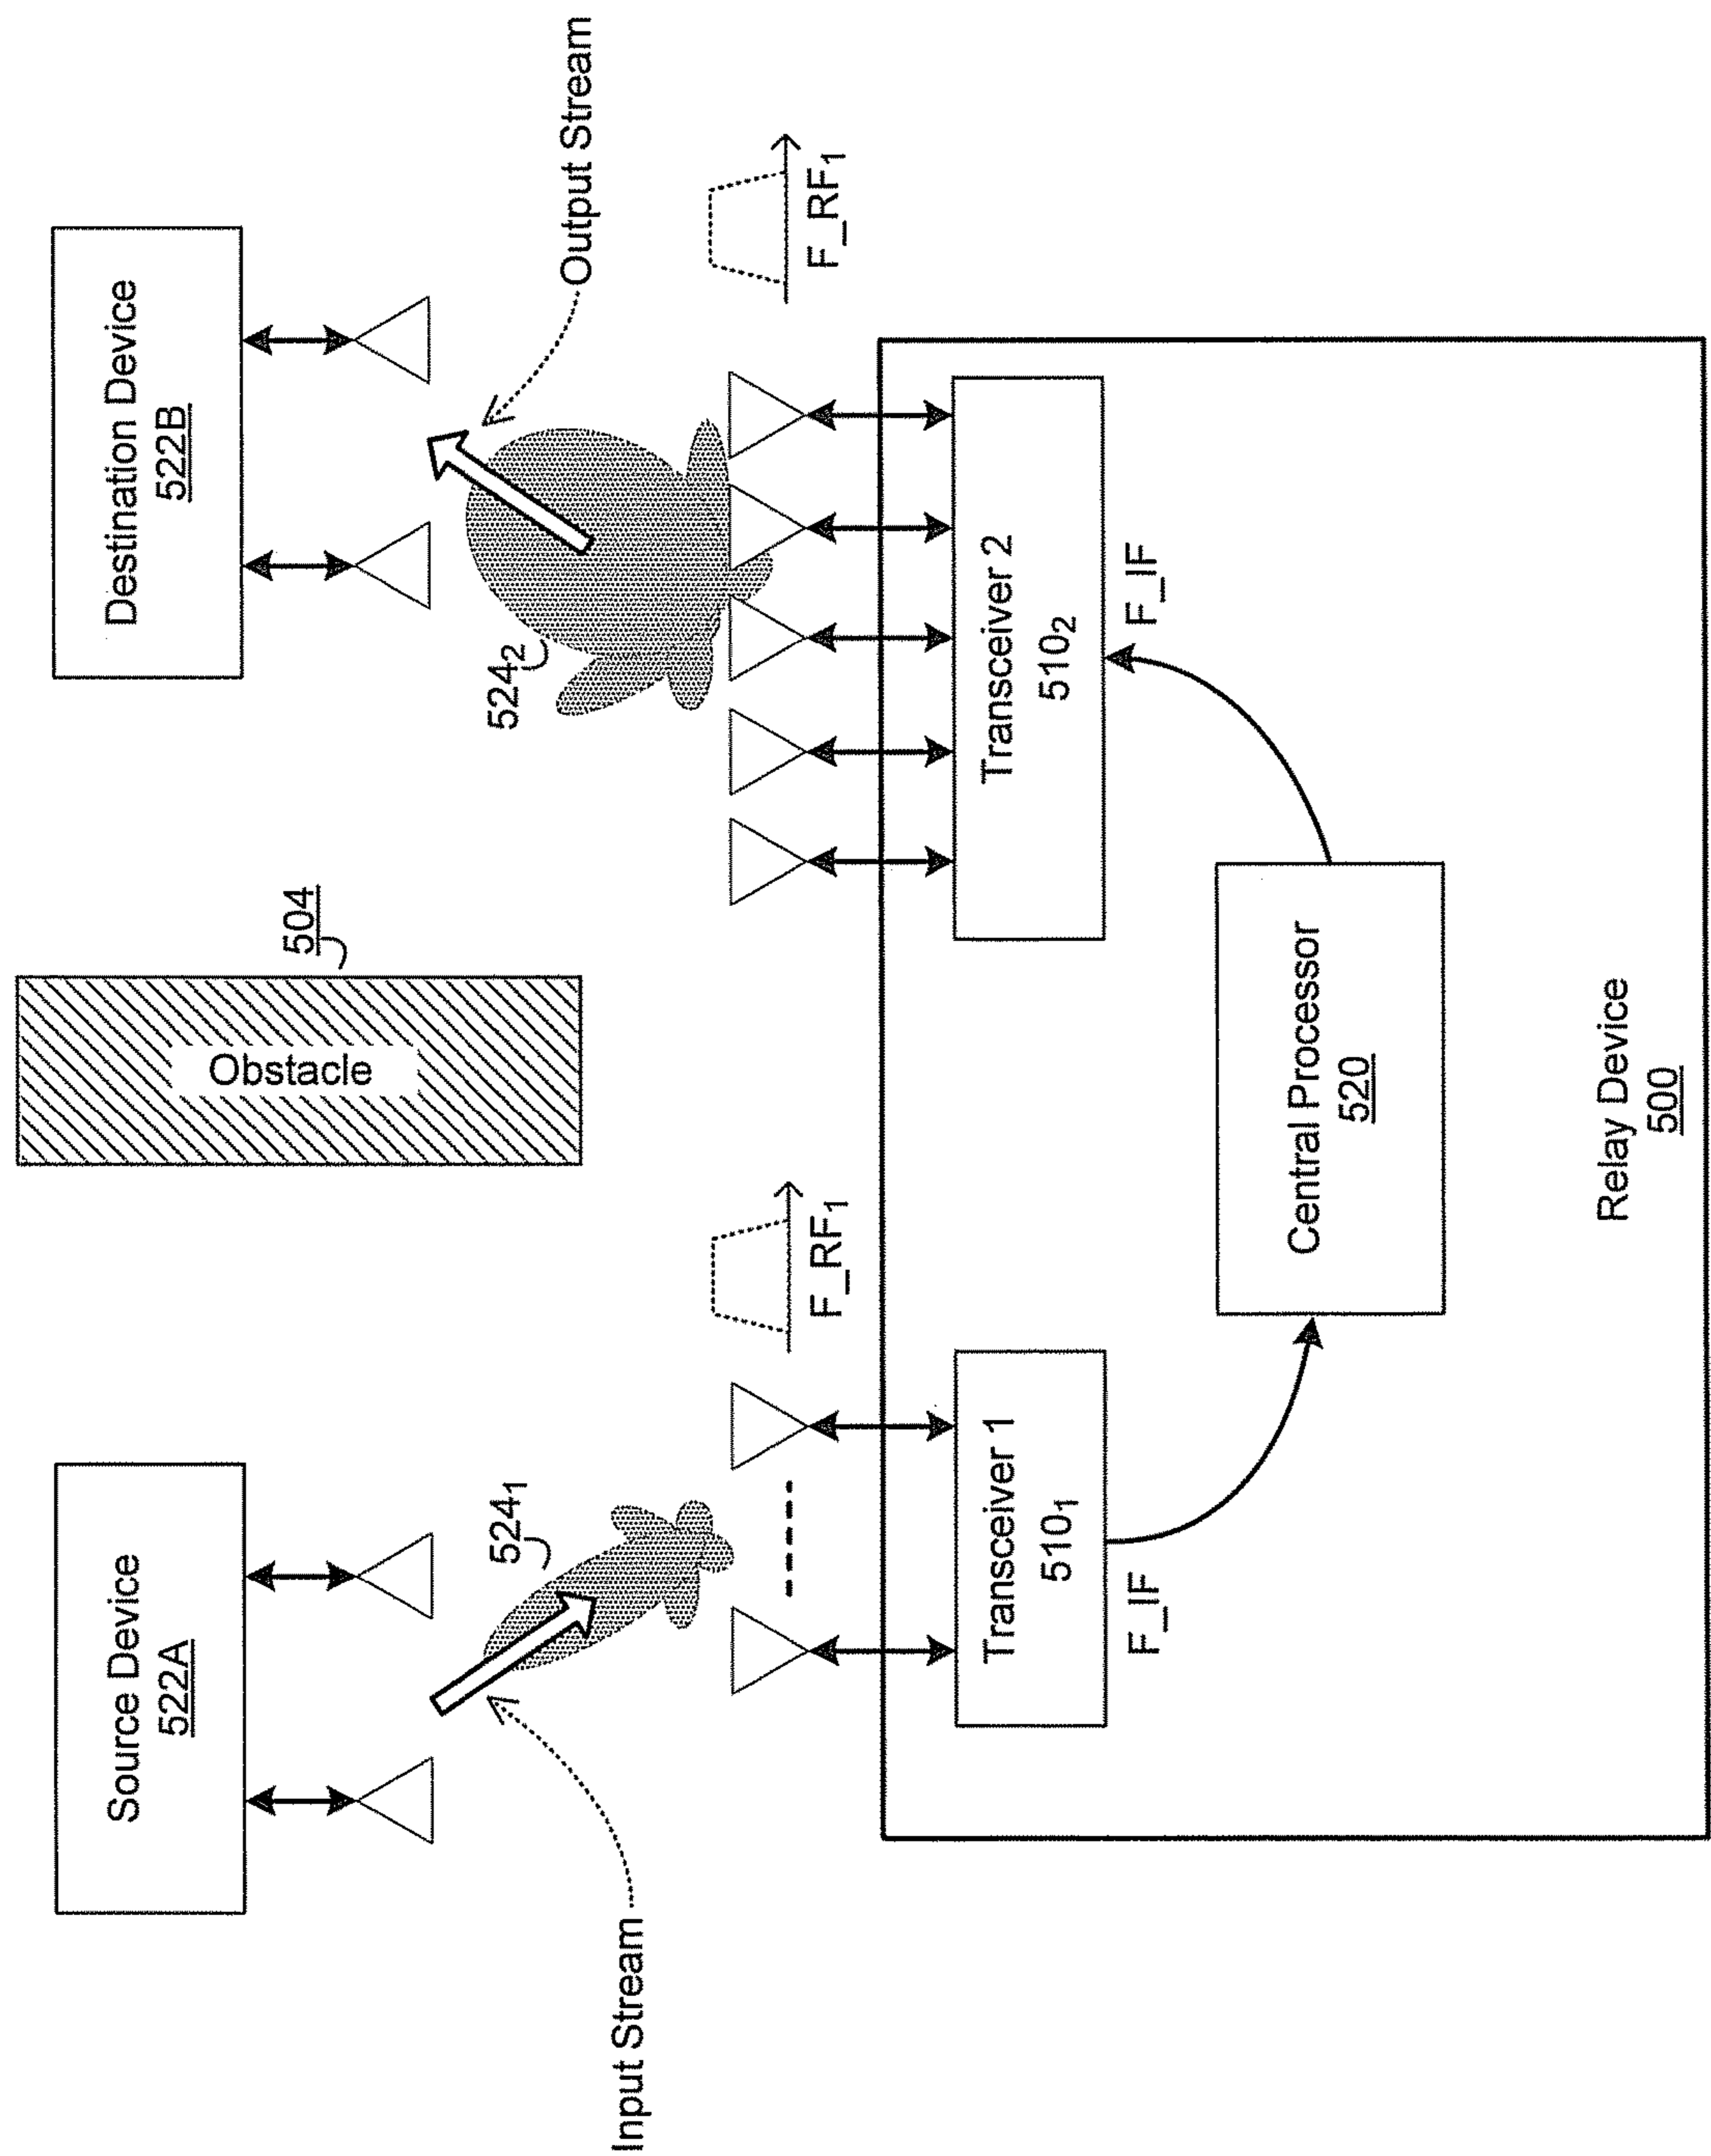 Source Device
522A
Obstacle
504
Destination Device
522B
Input Stream
524₁
F_RF₁
524₂
Output Stream
F_RF₁
Transceiver 1
510₁
F_IF
Transceiver 2
510₂
F_IF
Central Processor
520
Relay Device
500